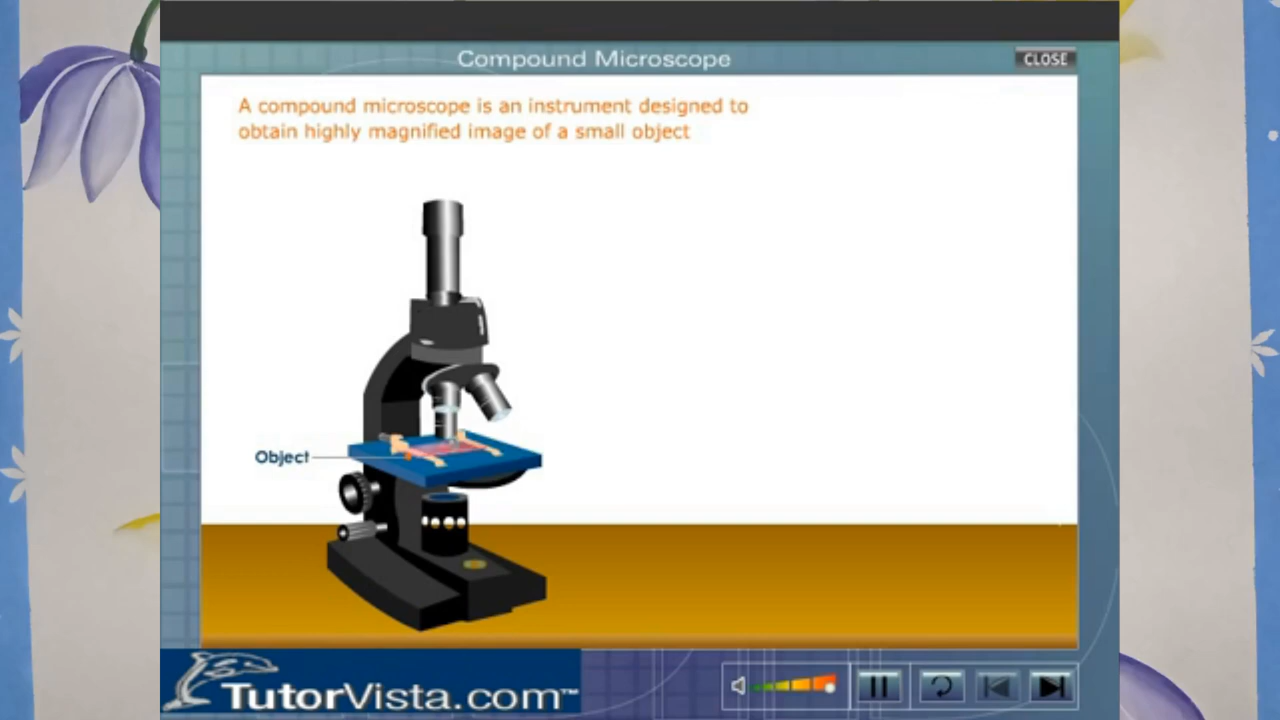 Compound Microscope
CLOSE
A compound microscope is an instrument designed to
obtain highly magnified image of a small object
Object
TutorVista.com™